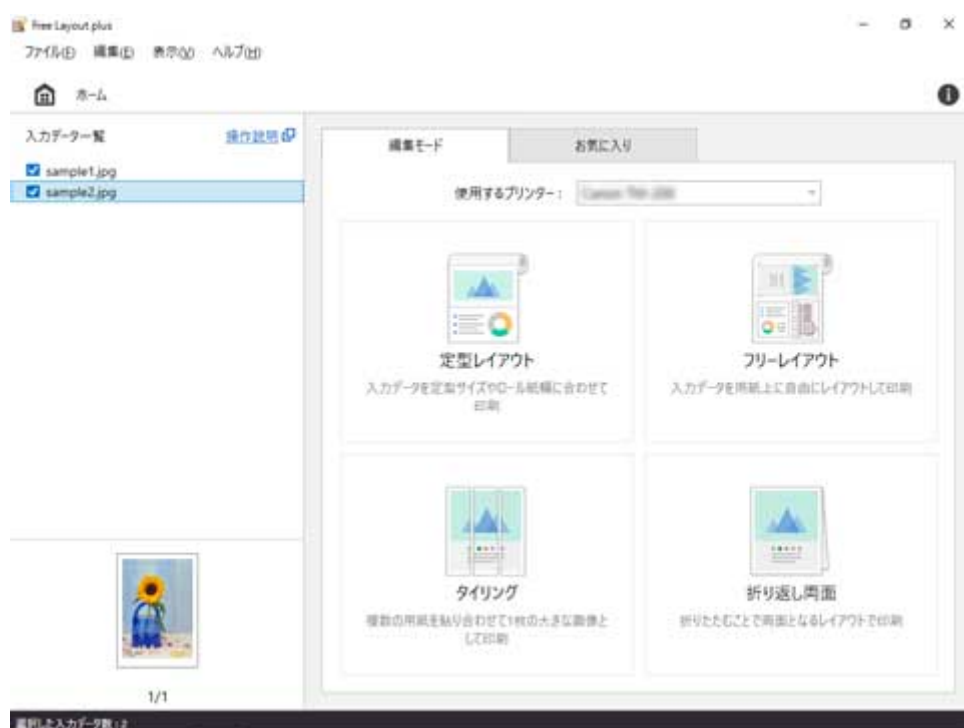 Free Layout plus
ファイル(F) 編集(E) 表示(V) ヘルプ(H)
ホーム
入力データ一覧 操作説明
sample1.jpg
sample2.jpg
編集モード お気に入り
使用するプリンター：
定型レイアウト
入力データを定型サイズやロール紙幅に合わせて
印刷
フリーレイアウト
入力データを用紙上に自由にレイアウトして印刷
タイリング
複数の用紙を貼り合わせて1枚の大きな画像と
して印刷
折り返し両面
折りたたむことで両面となるレイアウトで印刷
1/1
選択した入力データ数：2